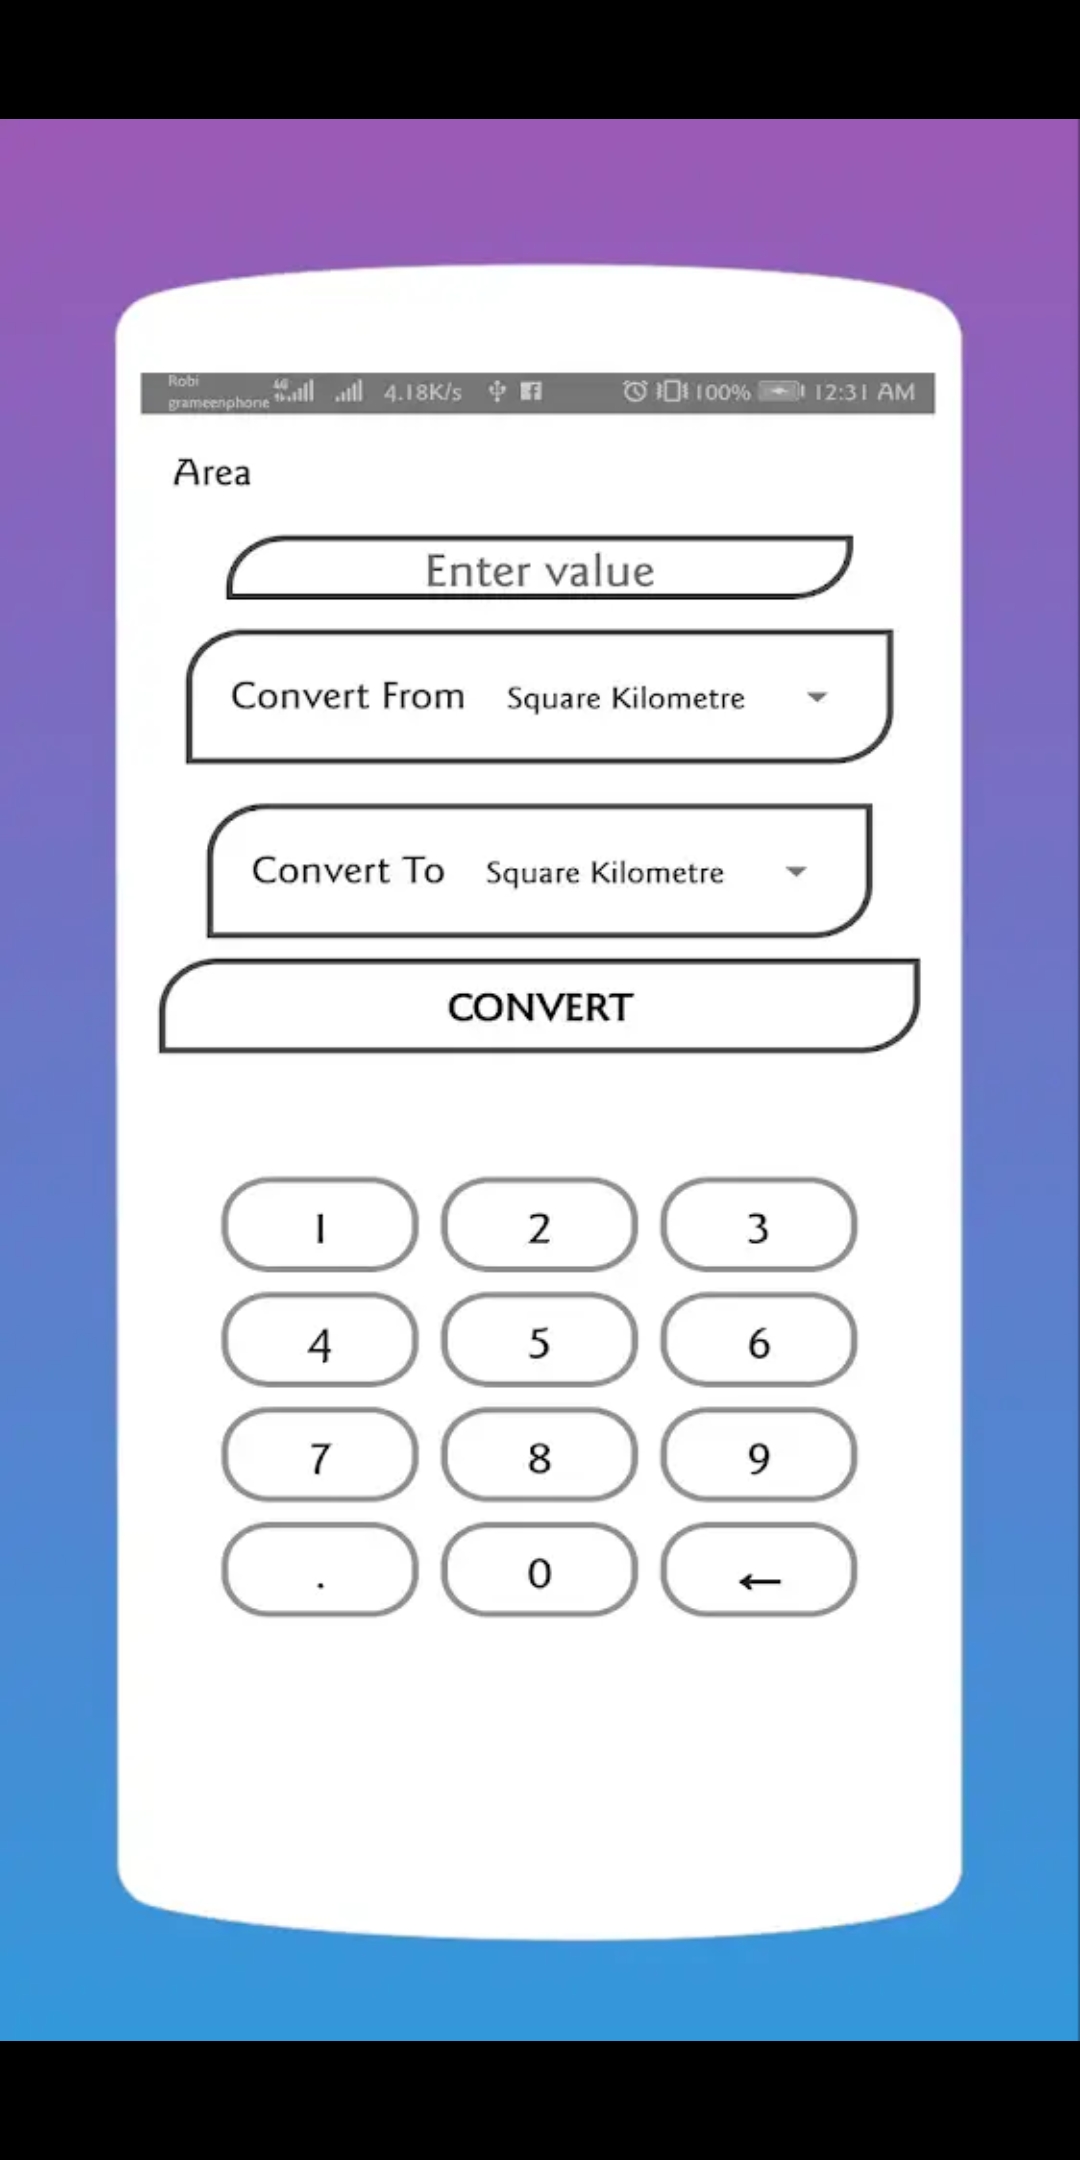 Robi
grameenphone 4G 4.18K/s 100% 12:31 AM
Area
Enter value
Convert From Square Kilometre
Convert To Square Kilometre
CONVERT
1 2 3
4 5 6
7 8 9
. 0 ←